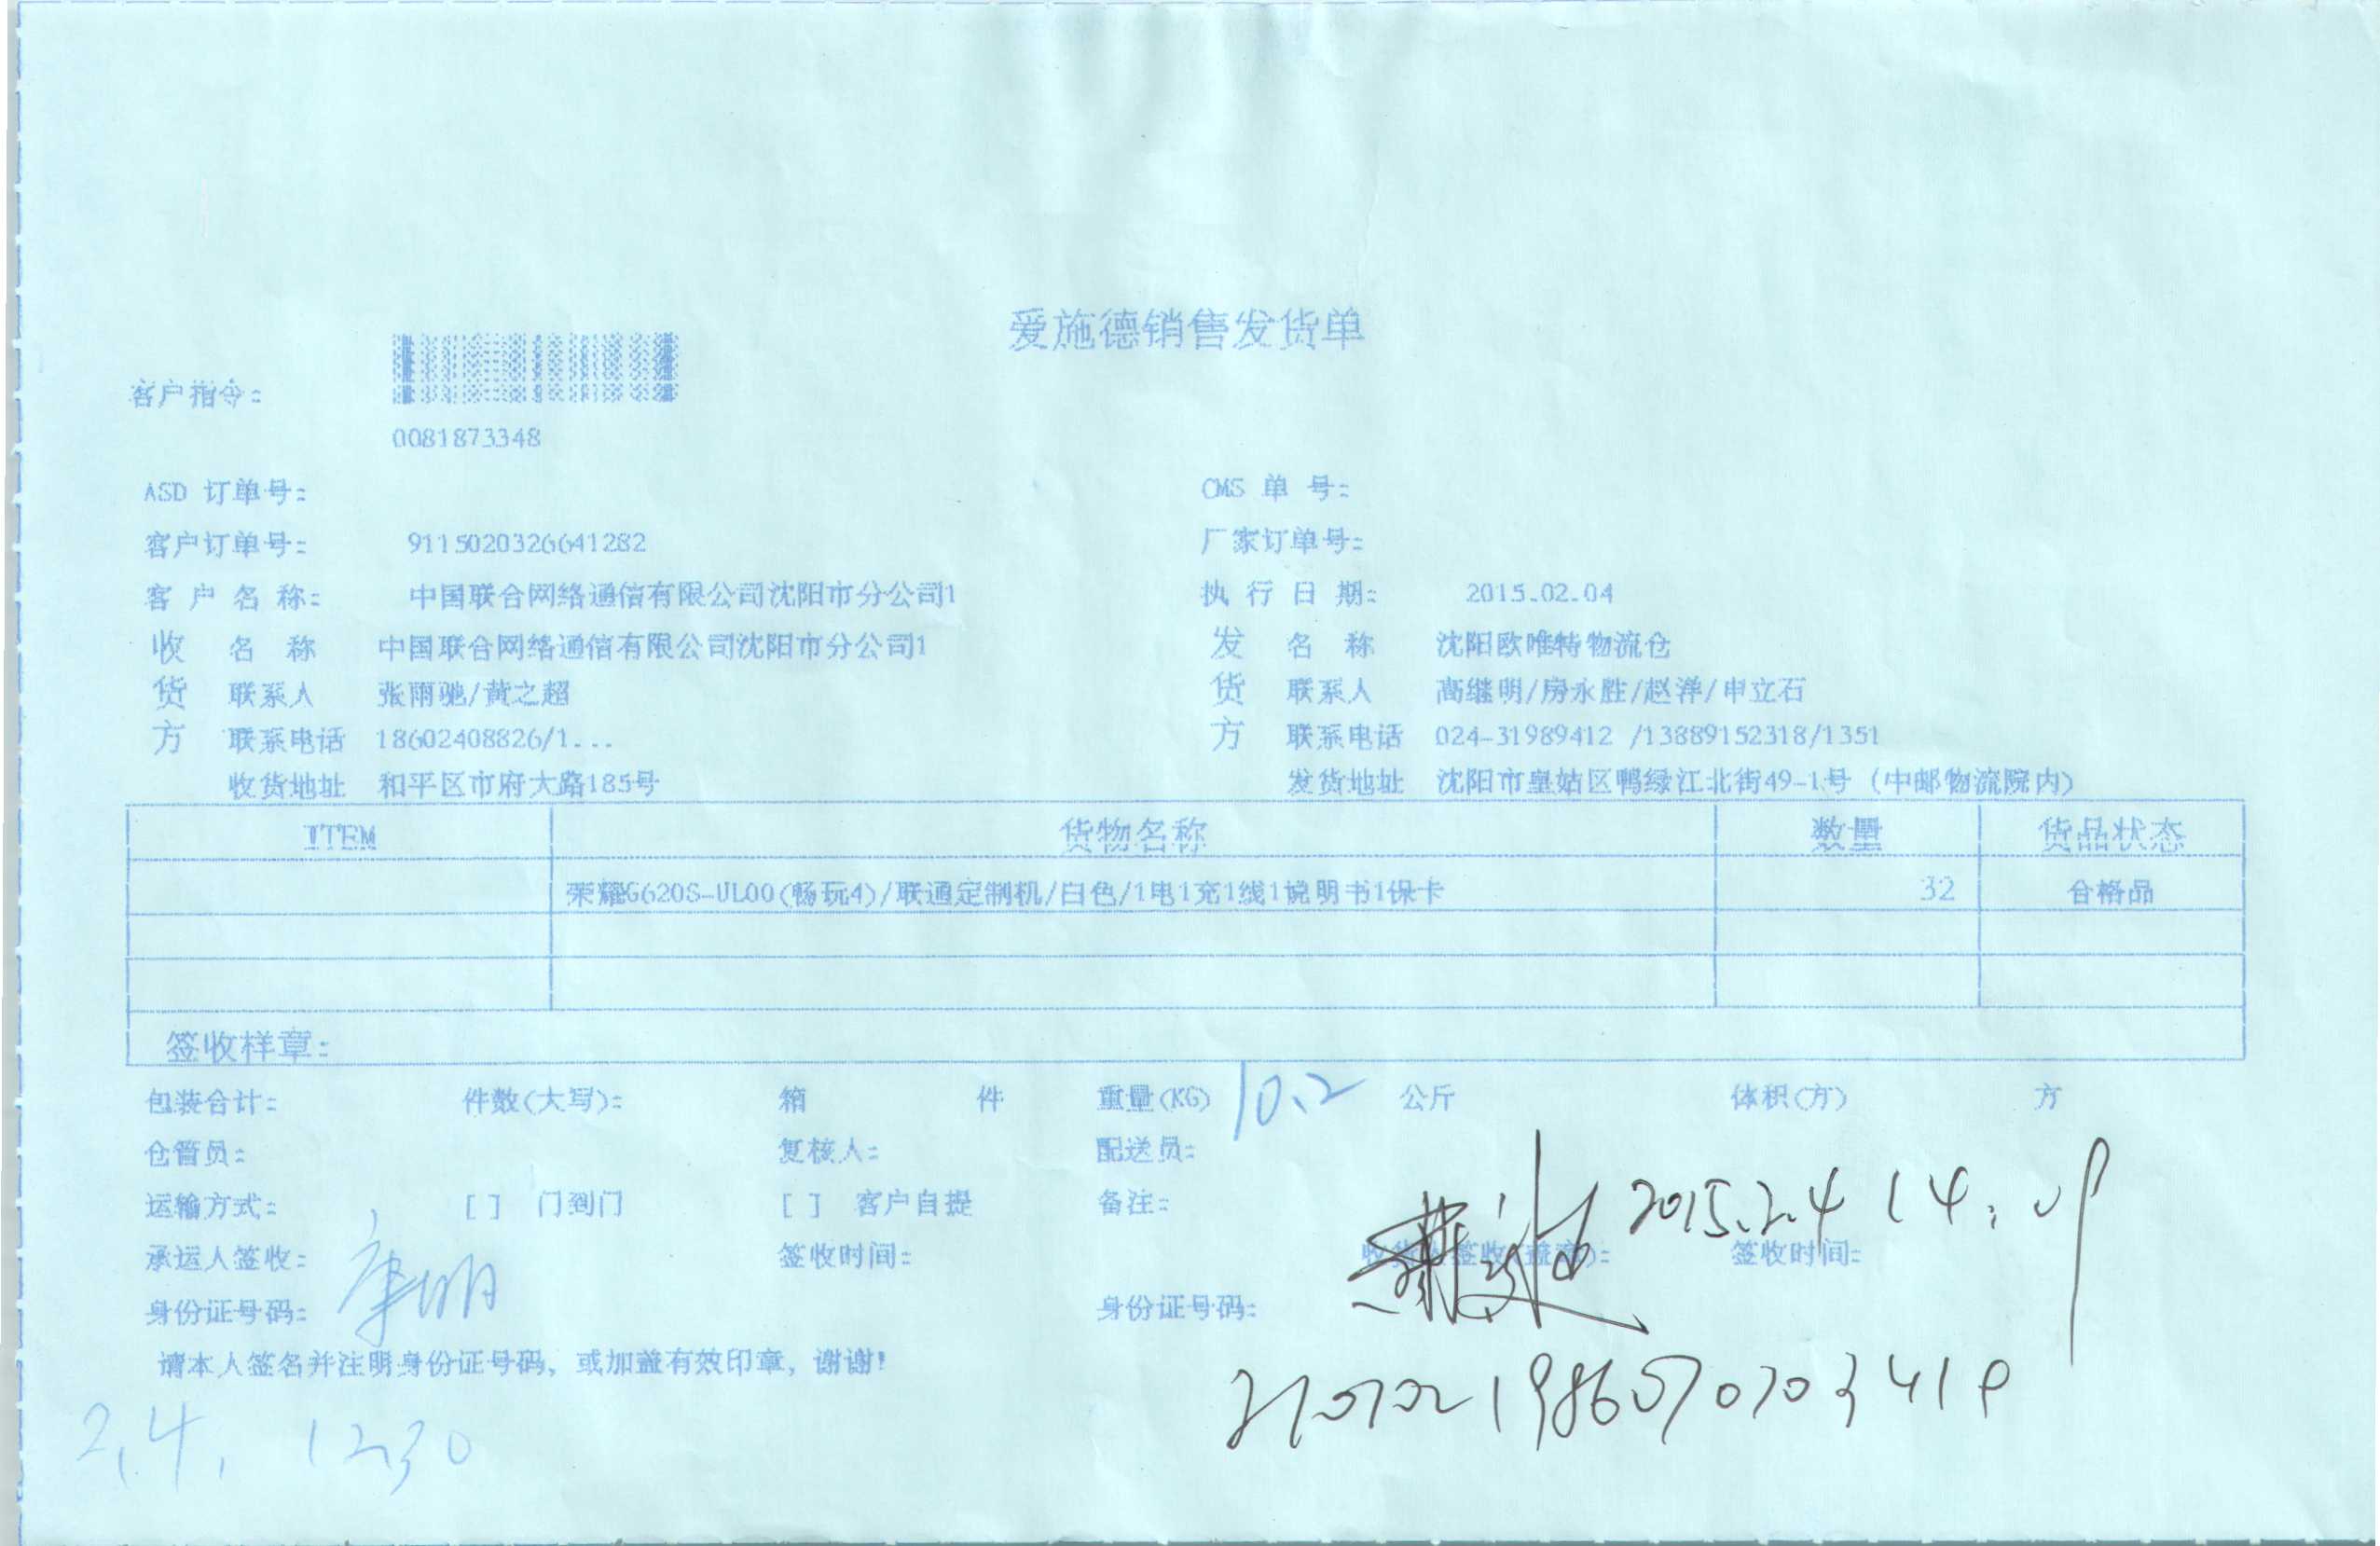 爱施德销售发货单
客户指令:
0081873348
ASD 订单号: CMS 单 号:
客户订单号: 9115020326641282 厂家订单号:
客 户 名 称: 中国联合网络通信有限公司沈阳市分公司1 执 行 日 期: 2015.02.04
收 名 称 中国联合网络通信有限公司沈阳市分公司1 发 名 称 沈阳欧唯特物流仓
货 联系人 张雨驰/黄之超 货 联系人 高继明/房永胜/赵洋/申立石
方 联系电话 18602408826/1... 方 联系电话 024-31989412 /13889152318/1351
收货地址 和平区市府大路185号 发货地址 沈阳市皇姑区鸭绿江北街49-1号 (中邮物流院内)
ITEM 货物名称 数量 货品状态
荣耀G620S-UL00(畅玩4)/联通定制机/白色/1电1充1线1说明书1保卡 32 合格品
签收样章:
包装合计: 件数(大写): 箱 件 重量(KG) 10.2 公斤 体积(方) 方
仓管员: 复核人: 配送员:
运输方式: [ ] 门到门 [ ] 客户自提 备注: 2015.2.4
承运人签收: 签收时间: 收货人签收(盖章): 签收时间:
身份证号码: 身份证号码:
请本人签名并注明身份证号码, 或加盖有效印章, 谢谢!
2.4. 12.30